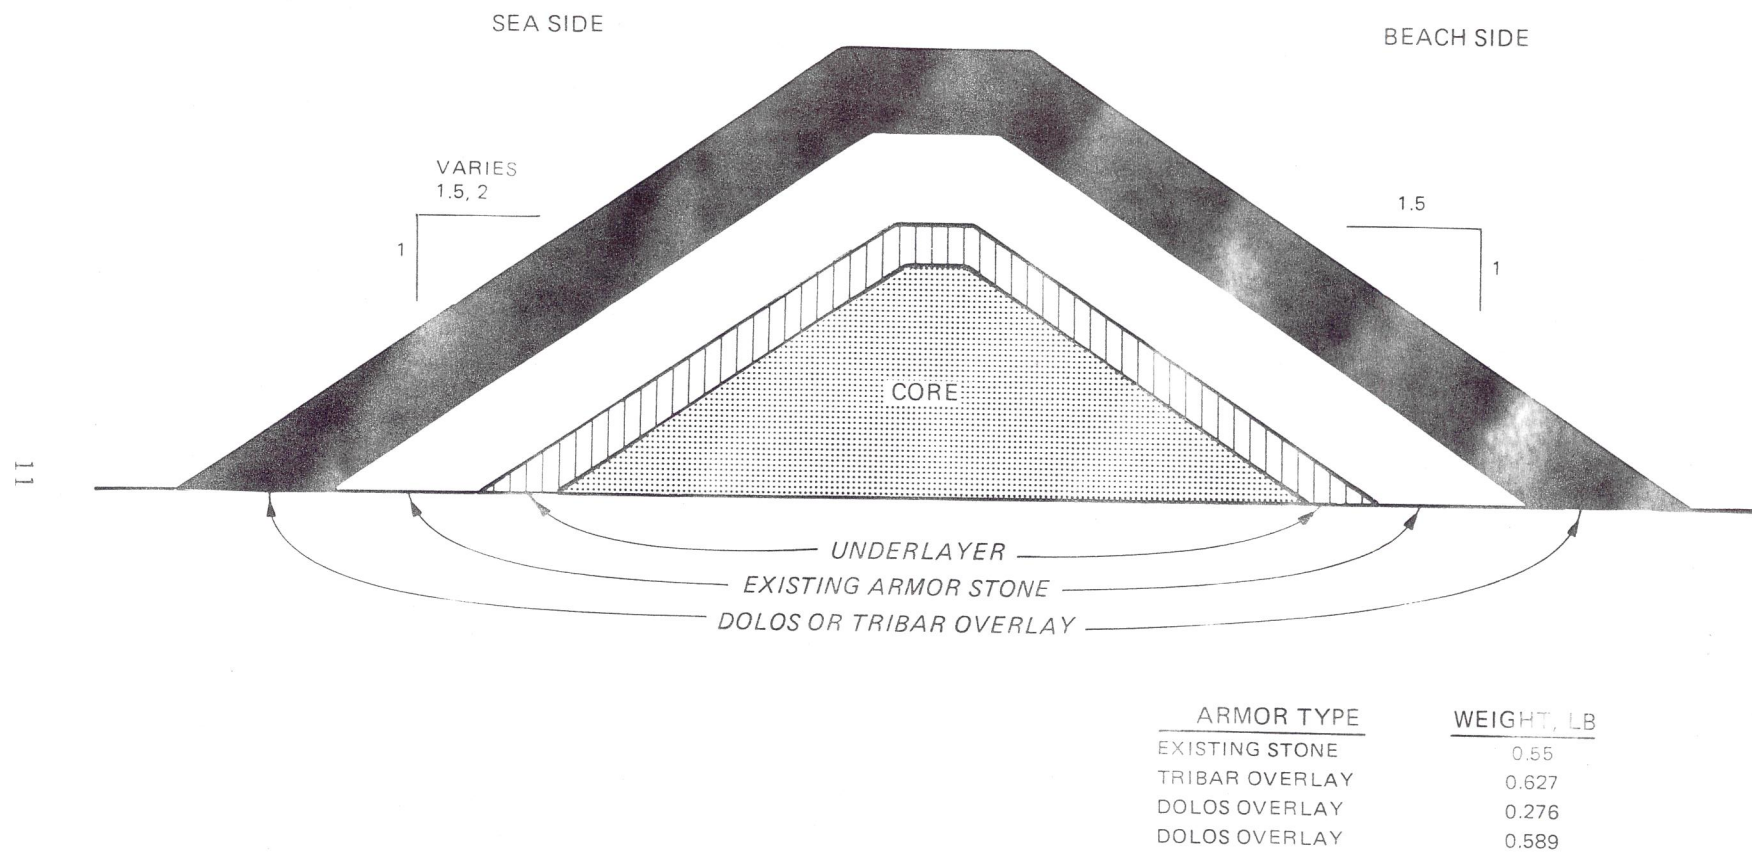 SEA SIDE
BEACH SIDE
VARIES
1.5, 2
1
1.5
1
CORE
11
UNDERLAYER
EXISTING ARMOR STONE
DOLOS OR TRIBAR OVERLAY
ARMOR TYPE WEIGHT, LB
EXISTING STONE 0.55
TRIBAR OVERLAY 0.627
DOLOS OVERLAY 0.276
DOLOS OVERLAY 0.589